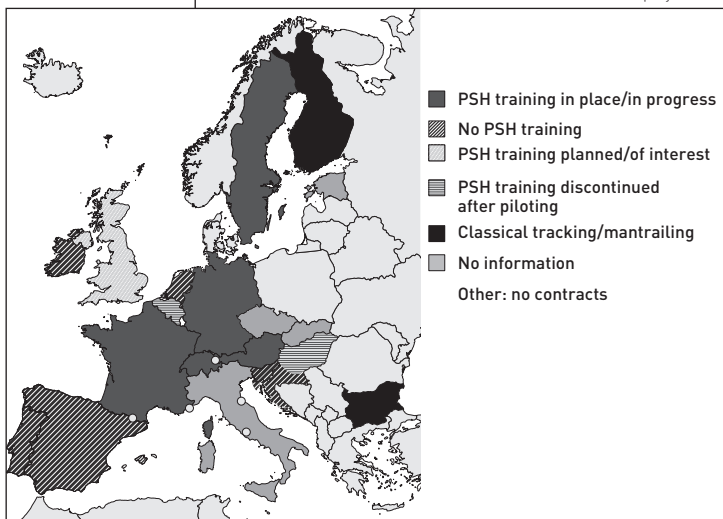 PSH training in place/in progress
No PSH training
PSH training planned/of interest
PSH training discontinued
after piloting
Classical tracking/mantrailing
No information
Other: no contracts